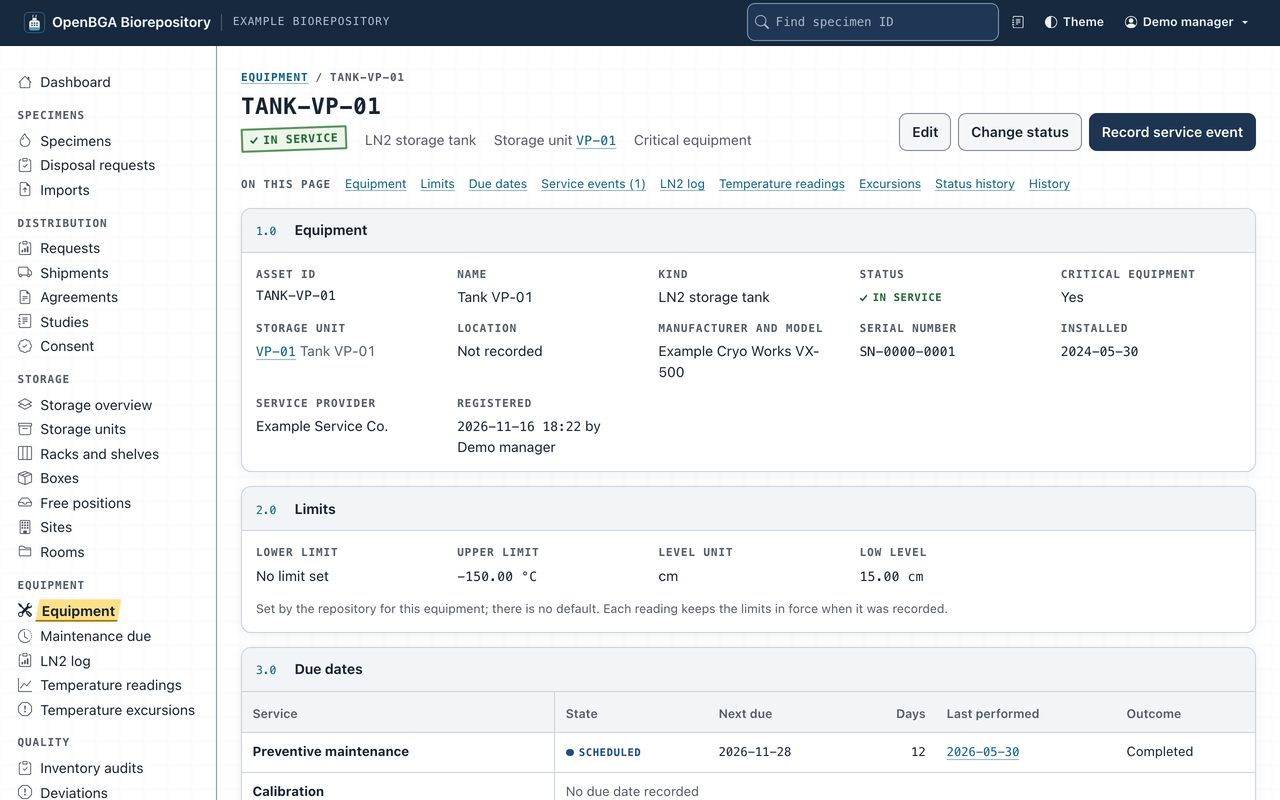 OpenBGA Biorepository
EXAMPLE BIOREPOSITORY
Find specimen ID
Theme
Demo manager
Dashboard
SPECIMENS
Specimens
Disposal requests
Imports
DISTRIBUTION
Requests
Shipments
Agreements
Studies
Consent
STORAGE
Storage overview
Storage units
Racks and shelves
Boxes
Free positions
Sites
Rooms
EQUIPMENT
Equipment
Maintenance due
LN2 log
Temperature readings
Temperature excursions
QUALITY
Inventory audits
Deviations
EQUIPMENT / TANK-VP-01
TANK-VP-01
IN SERVICE LN2 storage tank Storage unit VP-01 Critical equipment
Edit Change status Record service event
ON THIS PAGE Equipment Limits Due dates Service events (1) LN2 log Temperature readings Excursions Status history History
1.0 Equipment
ASSET ID NAME KIND STATUS CRITICAL EQUIPMENT
TANK-VP-01 Tank VP-01 LN2 storage tank IN SERVICE Yes
STORAGE UNIT LOCATION MANUFACTURER AND MODEL SERIAL NUMBER INSTALLED
VP-01 Tank VP-01 Not recorded Example Cryo Works VX- SN-0000-0001 2024-05-30
500
SERVICE PROVIDER REGISTERED
Example Service Co. 2026-11-16 18:22 by
Demo manager
2.0 Limits
LOWER LIMIT UPPER LIMIT LEVEL UNIT LOW LEVEL
No limit set -150.00 °C cm 15.00 cm
Set by the repository for this equipment; there is no default. Each reading keeps the limits in force when it was recorded.
3.0 Due dates
Service State Next due Days Last performed Outcome
Preventive maintenance SCHEDULED 2026-11-28 12 2026-05-30 Completed
Calibration No due date recorded